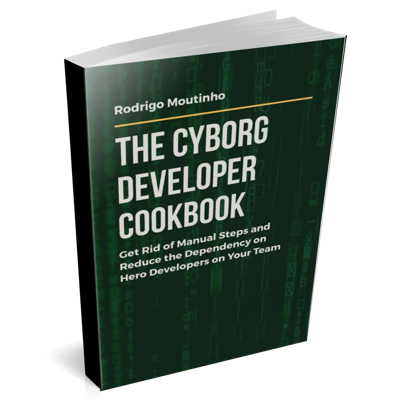 Rodrigo Moutinho
THE CYBORG
DEVELOPER
COOKBOOK
Get Rid of Manual Steps and
Reduce the Dependency on
Hero Developers on Your Team